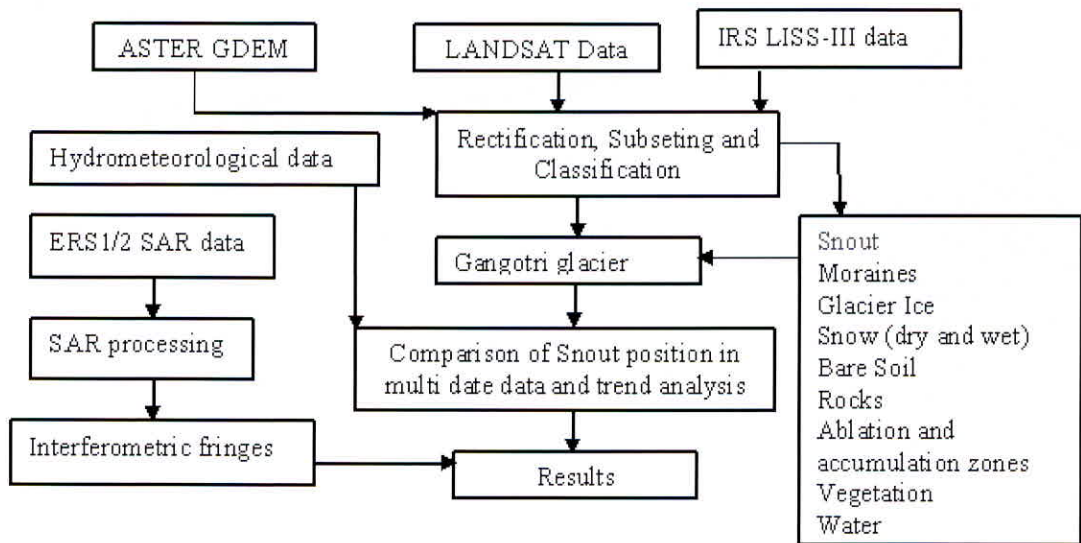 ASTER GDEM
LANDSAT Data
IRS LISS-III data
Hydrometeorological data
Rectification, Subseting and
Classification
ERS1/2 SAR data
Gangotri glacier
SAR processing
Comparison of Snout position in
multi date data and trend analysis
Interferometric fringes
Results
Snout
Moraines
Glacier Ice
Snow (dry and wet)
Bare Soil
Rocks
Ablation and
accumulation zones
Vegetation
Water